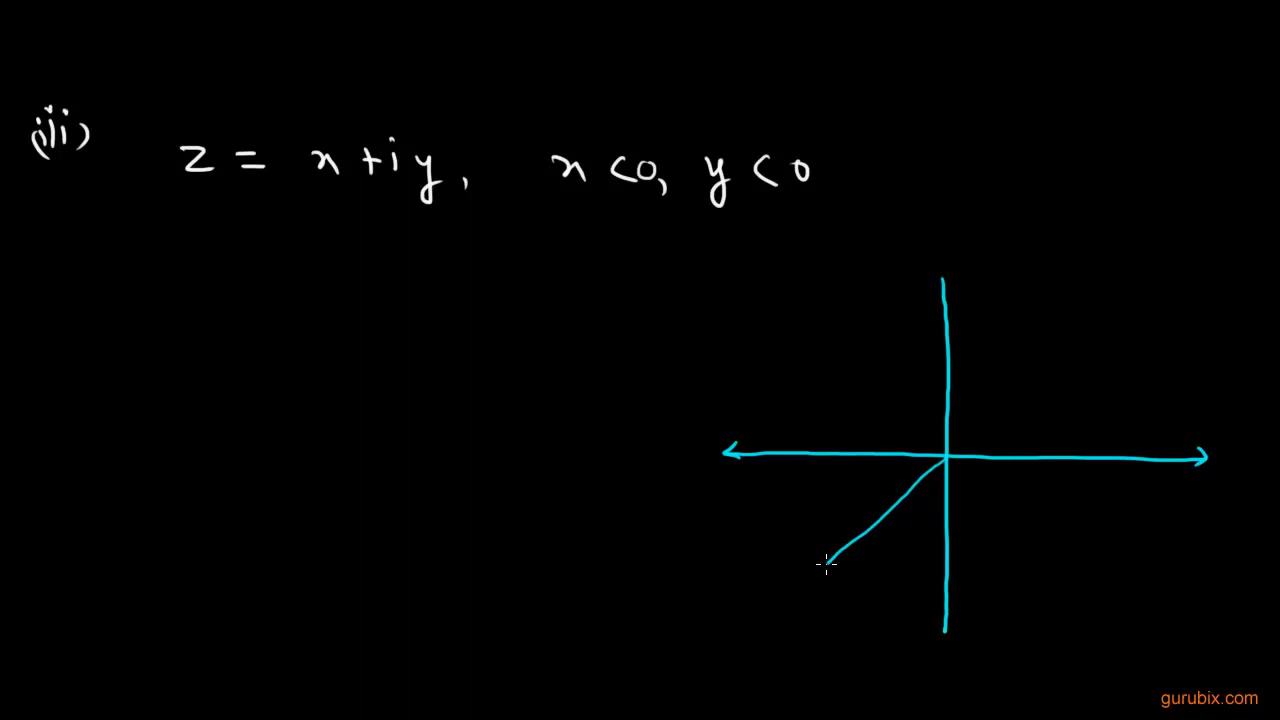 (iii) z = x + iy, x < 0, y < 0
gurubix.com